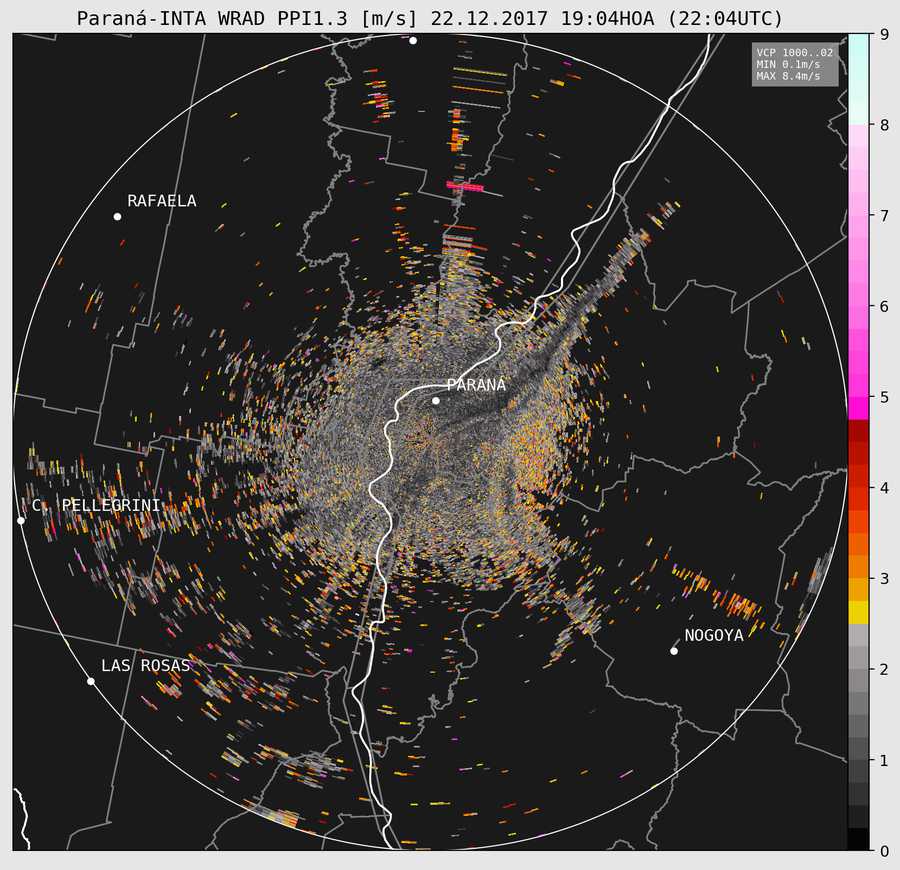 Paraná-INTA WRAD PPI1.3 [m/s] 22.12.2017 19:04HOA (22:04UTC)
VCP 1000..02
MIN 0.1m/s
MAX 8.4m/s
RAFAELA
PARANÁ
C. PELLEGRINI
NOGOYA
LAS ROSAS
9
8
7
6
5
4
3
2
1
0